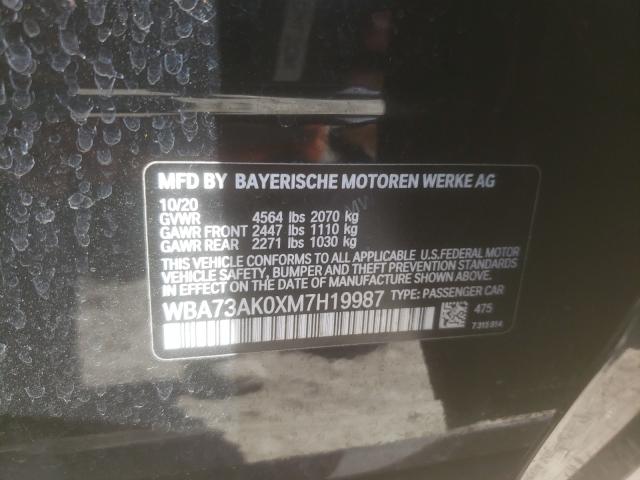 MFD BY BAYERISCHE MOTOREN WERKE AG
10/20
GVWR 4564 lbs 2070 kg
GAWR FRONT 2447 lbs 1110 kg
GAWR REAR 2271 lbs 1030 kg
THIS VEHICLE CONFORMS TO ALL APPLICABLE U.S.FEDERAL MOTOR
VEHICLE SAFETY, BUMPER AND THEFT PREVENTION STANDARDS
IN EFFECT ON THE DATE OF MANUFACTURE SHOWN ABOVE.
WBA73AK0XM7H19987 TYPE: PASSENGER CAR
475
7 315 914